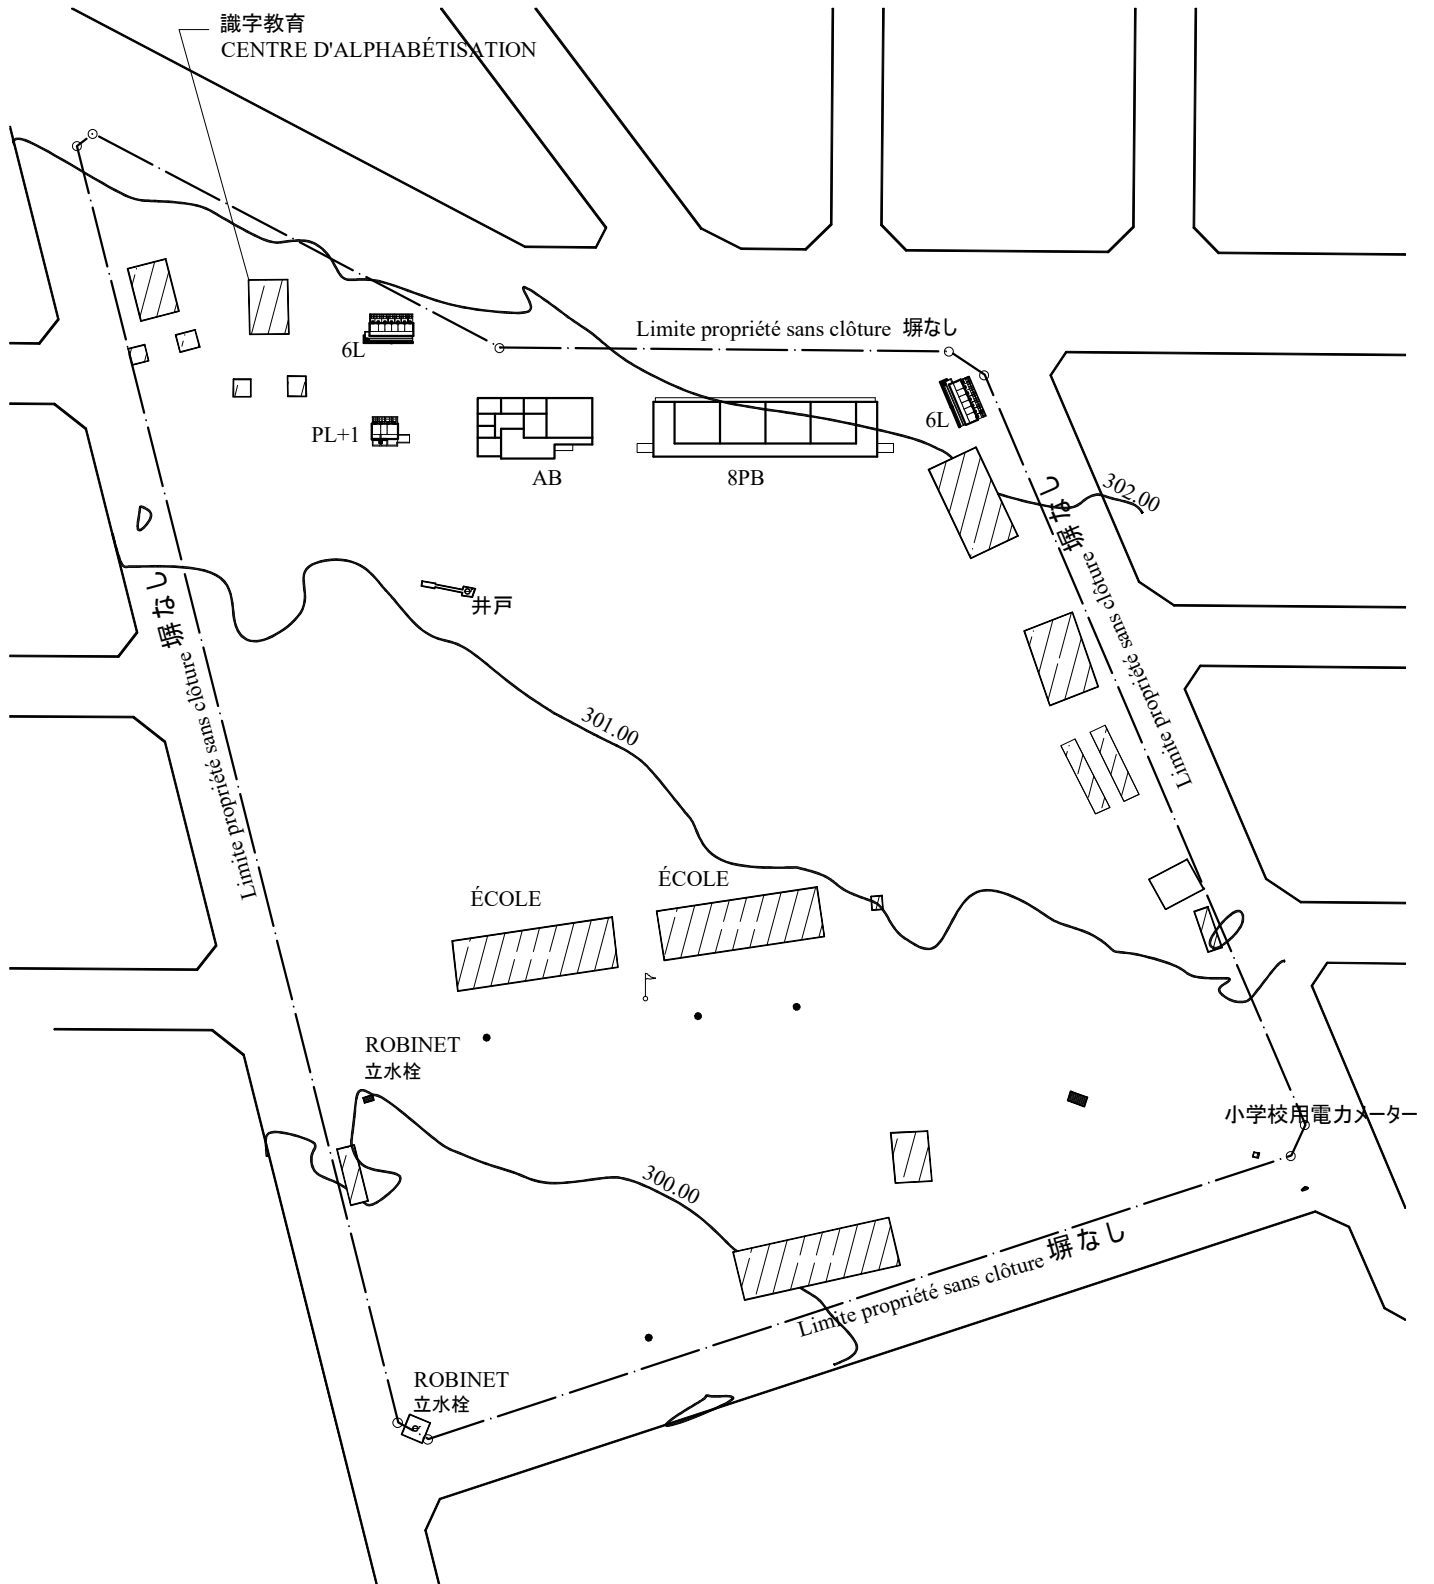 識字教育
CENTRE D'ALPHABÉTISATION
Limite propriété sans clôture 塀なし
6L
6L
PL+1
AB
8PB
302.00
塀なし
Limite propriété sans clôture
井戸
塀なし
Limite propriété sans clôture
301.00
ÉCOLE
ÉCOLE
ROBINET
立水栓
小学校用電力メーター
300.00
Limite propriété sans clôture 塀なし
ROBINET
立水栓